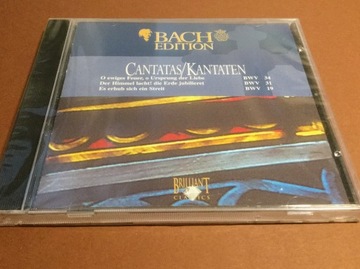 BACH
EDITION
CANTATAS/KANTATEN
O ewiges Feuer, o Ursprung der Liebe BWV 34
Der Himmel lacht! die Erde jubilieret BWV 31
Es erhub sich ein Streit BWV 19
BRILLIANT
CLASSICS